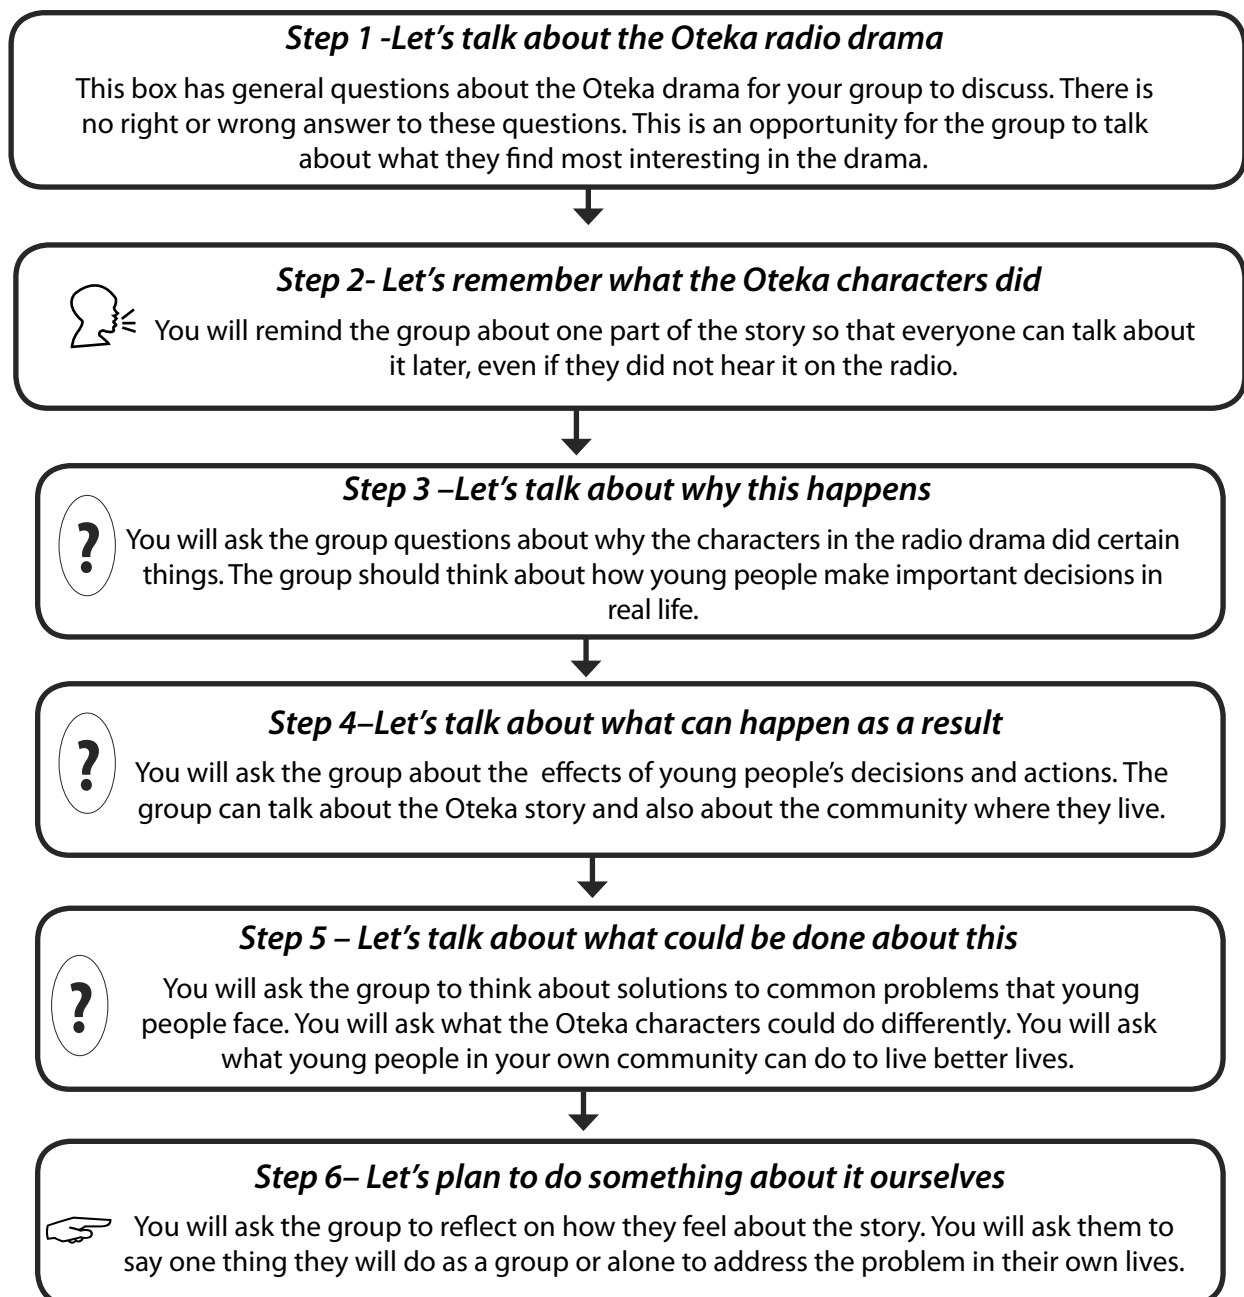 Step 1 -Let's talk about the Oteka radio drama
This box has general questions about the Oteka drama for your group to discuss. There is
no right or wrong answer to these questions. This is an opportunity for the group to talk
about what they find most interesting in the drama.
Step 2- Let's remember what the Oteka characters did
You will remind the group about one part of the story so that everyone can talk about
it later, even if they did not hear it on the radio.
Step 3 –Let's talk about why this happens
?
You will ask the group questions about why the characters in the radio drama did certain
things. The group should think about how young people make important decisions in
real life.
Step 4–Let's talk about what can happen as a result
?
You will ask the group about the effects of young people's decisions and actions. The
group can talk about the Oteka story and also about the community where they live.
Step 5 – Let's talk about what could be done about this
?
You will ask the group to think about solutions to common problems that young
people face. You will ask what the Oteka characters could do differently. You will ask
what young people in your own community can do to live better lives.
Step 6– Let's plan to do something about it ourselves
You will ask the group to reflect on how they feel about the story. You will ask them to
say one thing they will do as a group or alone to address the problem in their own lives.